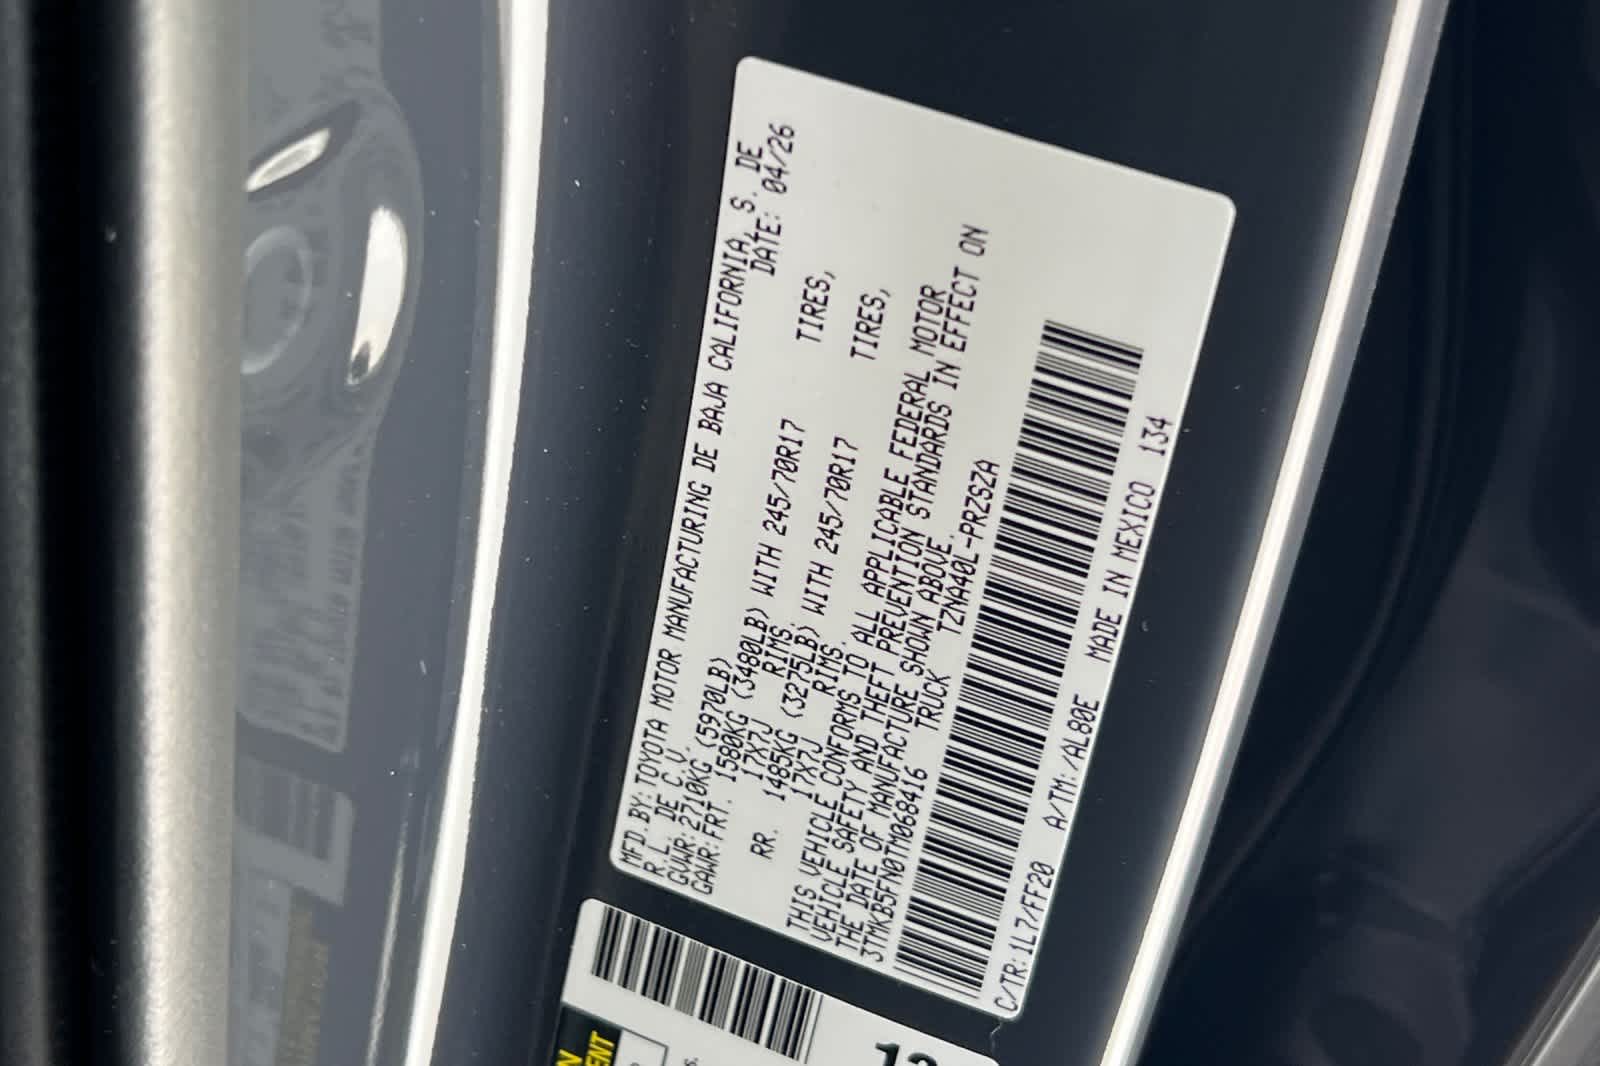 MFD.BY: TOYOTA MOTOR MANUFACTURING DE BAJA CALIFORNIA, S. DE
R.L. DE C.V. DATE: 04/26
GVWR: 2710KG (5970LB)
GAWR: FRT. 1580KG (3480LB) WITH 245/70R17 TIRES,
17X7J RIMS.
RR. 1485KG (3275LB) WITH 245/70R17 TIRES,
17X7J RIMS.
THIS VEHICLE CONFORMS TO ALL APPLICABLE FEDERAL MOTOR
VEHICLE SAFETY AND THEFT PREVENTION STANDARDS IN EFFECT ON
THE DATE OF MANUFACTURE SHOWN ABOVE.
3TMKB5FN0TM068416 TRUCK TZNA40L-PRZSZA
C/TR: 1L7/FF20 A/TM: /AL80E MADE IN MEXICO 134